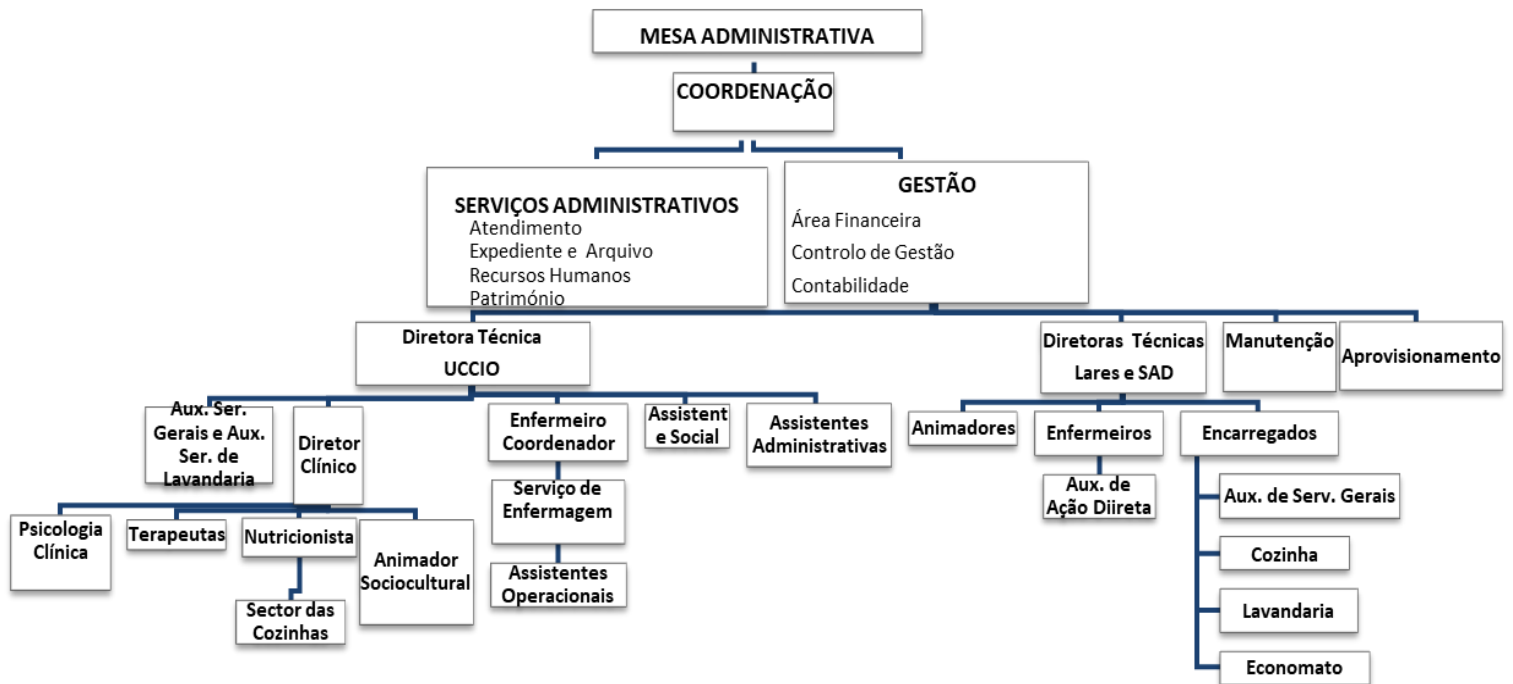 MESA ADMINISTRATIVA
COORDENAÇÃO
SERVIÇOS ADMINISTRATIVOS
Atendimento
Expediente e Arquivo
Recursos Humanos
Património
GESTÃO
Área Financeira
Controlo de Gestão
Contabilidade
Diretora Técnica
UCCIO
Diretoras Técnicas
Lares e SAD
Manutenção
Aprovisionamento
Aux. Ser.
Gerais e Aux.
Ser. de
Lavandaria
Diretor
Clínico
Enfermeiro
Coordenador
Assistent
e Social
Assistentes
Administrativas
Animadores
Enfermeiros
Encarregados
Psicologia
Clínica
Terapeutas
Nutricionista
Animador
Sociocultural
Serviço de
Enfermagem
Aux. de
Ação Diireta
Aux. de Serv. Gerais
Sector das
Cozinhas
Assistentes
Operacionais
Cozinha
Lavandaria
Economato